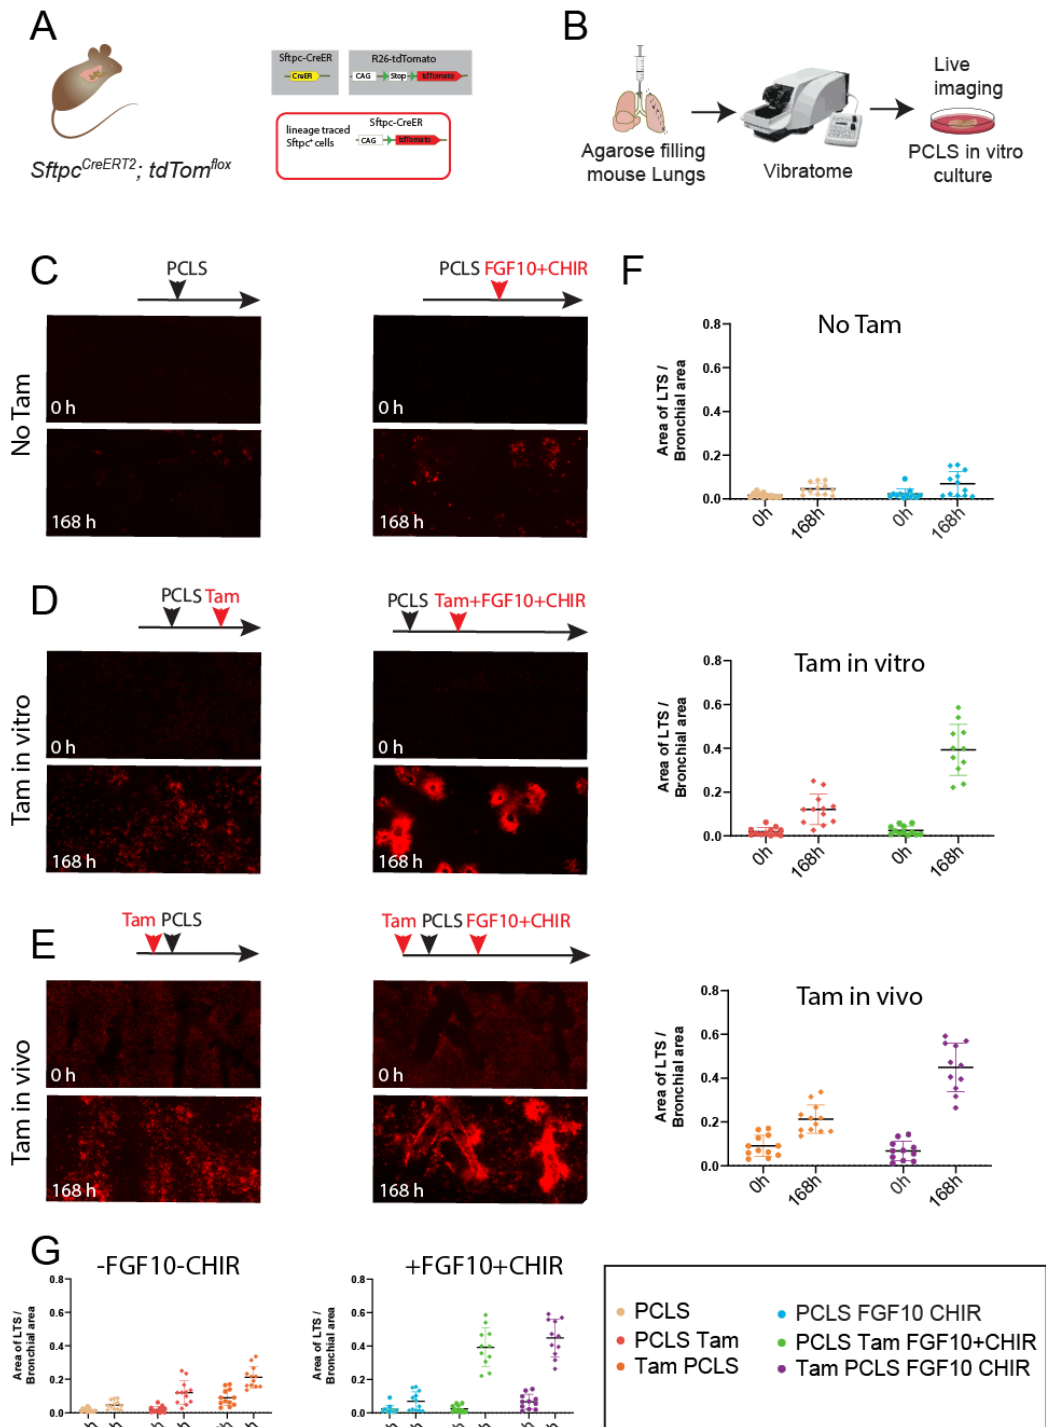 A
Sftpc-CreER
CreER
R26-tdTomato
CAG
Stop
tdTomato
lineage traced
Sftpc⁺ cells
Sftpc-CreER
CAG
tdTomato
Sftpc^CreERT2; tdTom^flox
B
Agarose filling
mouse Lungs
Vibratome
Live
imaging
PCLS in vitro
culture
C
PCLS
PCLS FGF10+CHIR
No Tam
0 h
168 h
0 h
168 h
F
No Tam
Area of LTS /
Bronchial area
0.8
0.6
0.4
0.2
0.0
0h
168h
0h
168h
D
PCLS Tam
PCLS Tam+FGF10+CHIR
Tam in vitro
0 h
168 h
0 h
168 h
Tam in vitro
Area of LTS /
Bronchial area
0.8
0.6
0.4
0.2
0.0
0h
168h
0h
168h
E
Tam PCLS
Tam PCLS FGF10+CHIR
Tam in vivo
0 h
168 h
0 h
168 h
Tam in vivo
Area of LTS /
Bronchial area
0.8
0.6
0.4
0.2
0.0
0h
168h
0h
168h
G
-FGF10-CHIR
Area of LTS /
Bronchial area
0.8
0.6
0.4
0.2
0.0
+FGF10+CHIR
Area of LTS /
Bronchial area
0.8
0.6
0.4
0.2
0.0
PCLS
PCLS Tam
Tam PCLS
PCLS FGF10 CHIR
PCLS Tam FGF10+CHIR
Tam PCLS FGF10 CHIR